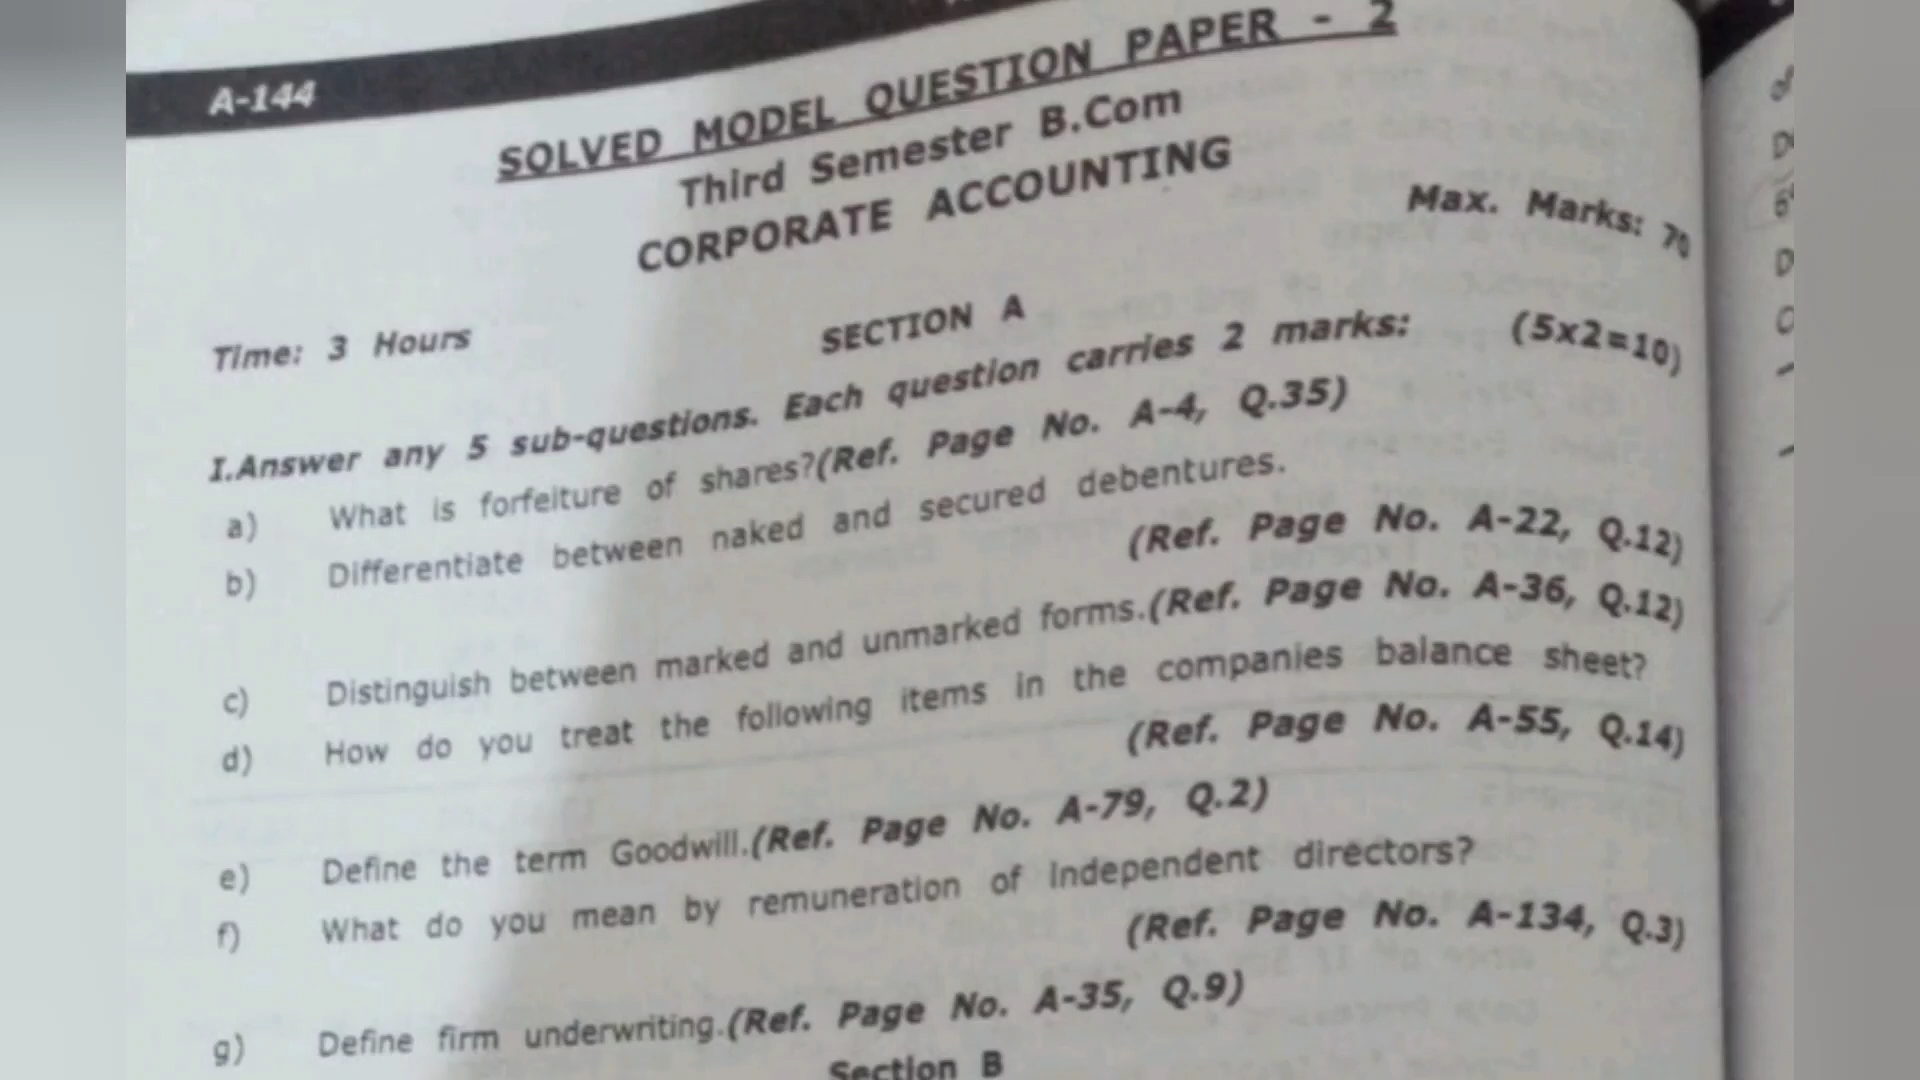 A-144
SOLVED MODEL QUESTION PAPER - 2
Third Semester B.Com
CORPORATE ACCOUNTING
Max. Marks: 70
Time: 3 Hours
SECTION A
I.Answer any 5 sub-questions. Each question carries 2 marks: (5x2=10)
a) What is forfeiture of shares?(Ref. Page No. A-4, Q.35)
b) Differentiate between naked and secured debentures.
(Ref. Page No. A-22, Q.12)
c) Distinguish between marked and unmarked forms.(Ref. Page No. A-36, Q.12)
d) How do you treat the following items in the companies balance sheet?
(Ref. Page No. A-55, Q.14)
e) Define the term Goodwill.(Ref. Page No. A-79, Q.2)
f) What do you mean by remuneration of Independent directors?
(Ref. Page No. A-134, Q.3)
g) Define firm underwriting.(Ref. Page No. A-35, Q.9)
Section B